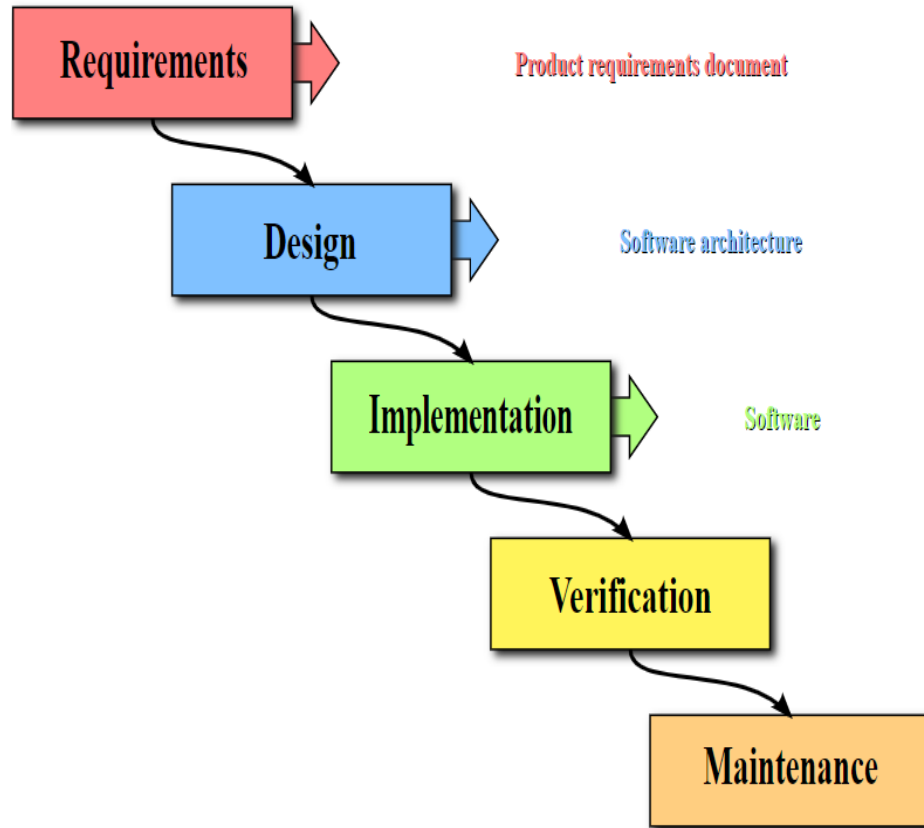 Requirements
Product requirements document
Design
Software architecture
Implementation
Software
Verification
Maintenance